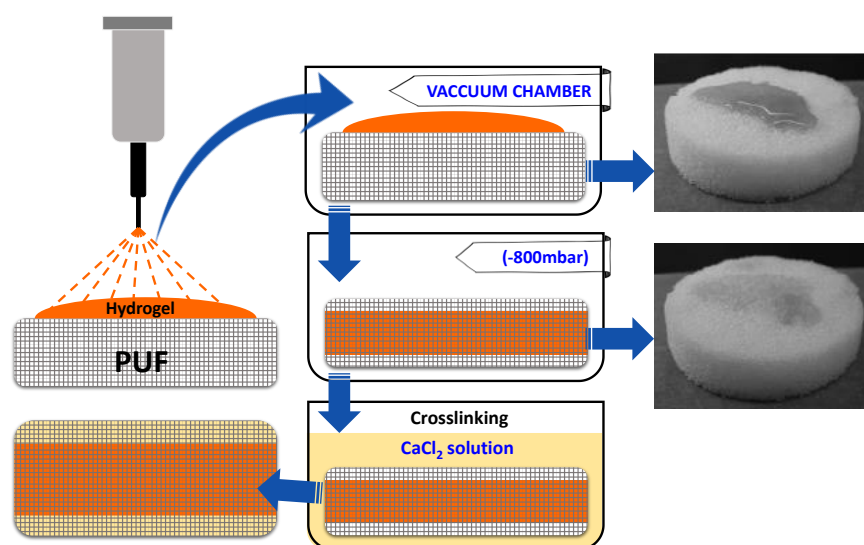 VACCUUM CHAMBER
Hydrogel
PUF
(-800mbar)
Crosslinking
CaCl₂ solution